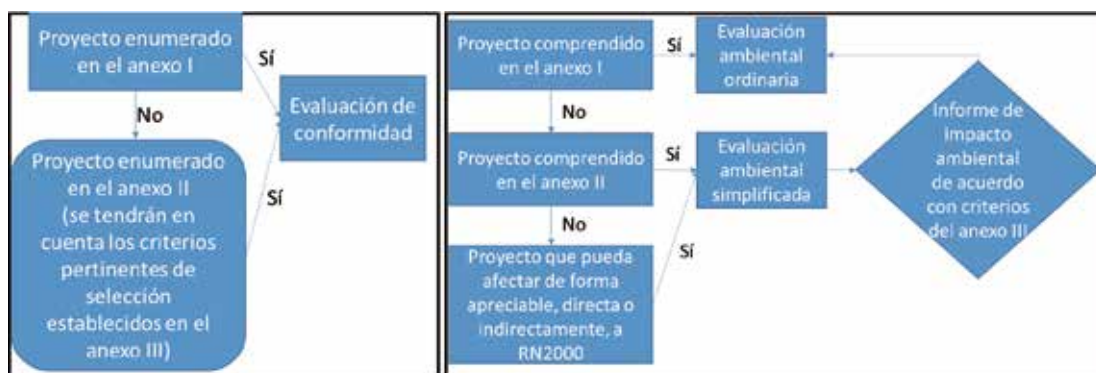 Proyecto enumerado
en el anexo I
Sí
No
Evaluación de
conformidad
Proyecto enumerado
en el anexo II
(se tendrán en
cuenta los criterios
pertinentes de
selección
establecidos en el
anexo III)
Sí
Proyecto comprendido
en el anexo I
Sí
Evaluación
ambiental
ordinaria
No
Proyecto comprendido
en el anexo II
Sí
Evaluación
ambiental
simplificada
Informe de
impacto
ambiental
de acuerdo
con criterios
del anexo III
No
Proyecto que pueda
afectar de forma
apreciable, directa o
indirectamente, a
RN2000
Sí